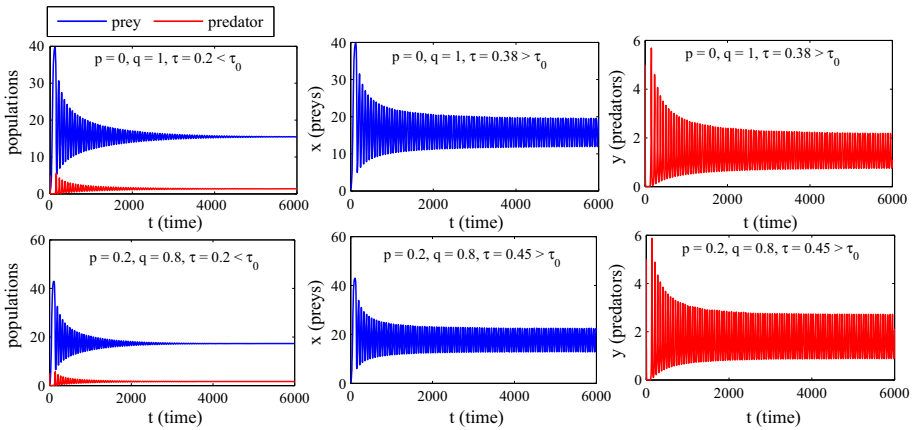 prey predator
p = 0, q = 1, τ = 0.2 < τ0
populations
40
30
20
10
0
0 2000 4000 6000
t (time)
p = 0, q = 1, τ = 0.38 > τ0
x (preys)
40
30
20
10
0
0 2000 4000 6000
t (time)
p = 0, q = 1, τ = 0.38 > τ0
y (predators)
6
4
2
0
0 2000 4000 6000
t (time)
p = 0.2, q = 0.8, τ = 0.2 < τ0
populations
60
40
20
0
0 2000 4000 6000
t (time)
p = 0.2, q = 0.8, τ = 0.45 > τ0
x (preys)
60
40
20
0
0 2000 4000 6000
t (time)
p = 0.2, q = 0.8, τ = 0.45 > τ0
y (predators)
6
4
2
0
0 2000 4000 6000
t (time)